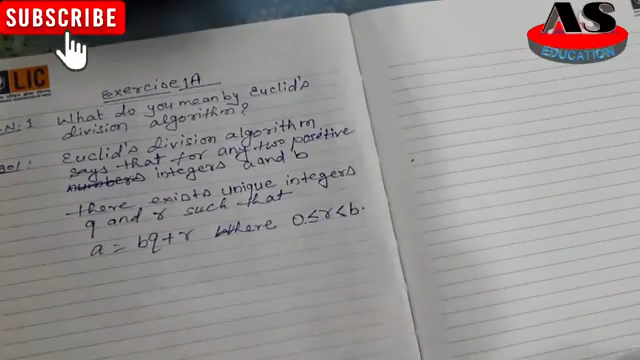 SUBSCRIBE
AS
EDUCATION
LIC
Exercise 1A
.N: 1 What do you mean by Euclid's
division algorithm?
Sol: Euclid's division algorithm
says that for any two positive
numbers integers a and b
there exists unique integers
q and r such that
a = bq+r Where 0≤r<b.